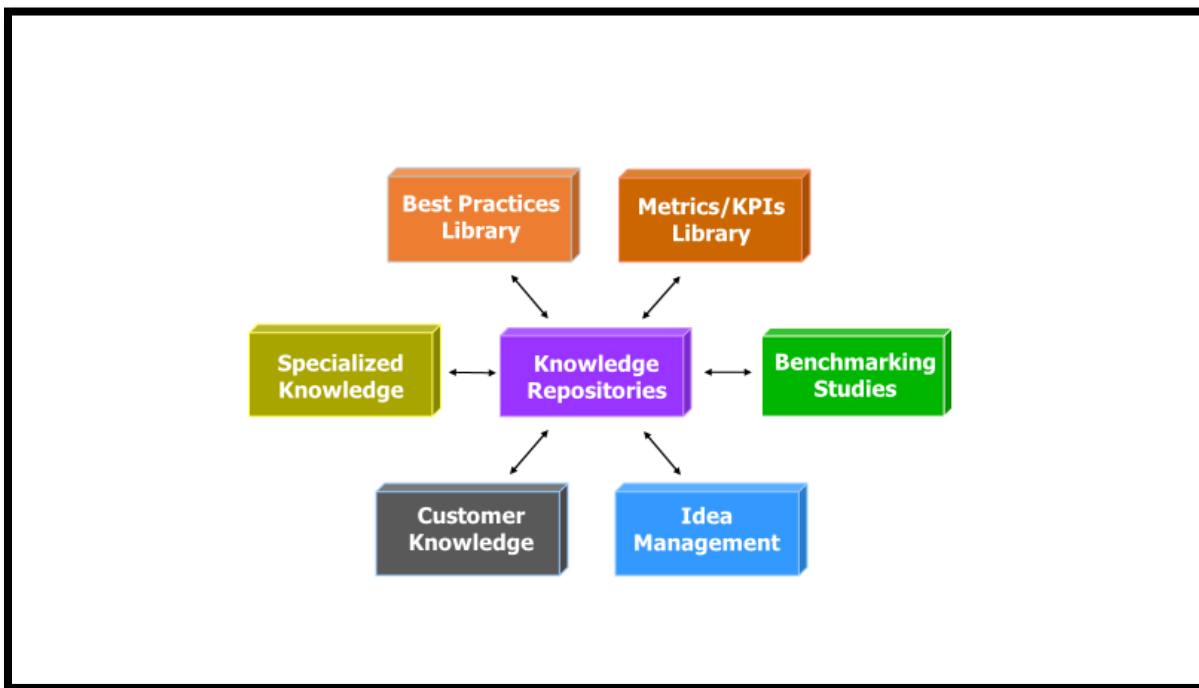 Best Practices
Library
Metrics/KPIs
Library
Specialized
Knowledge
Knowledge
Repositories
Benchmarking
Studies
Customer
Knowledge
Idea
Management